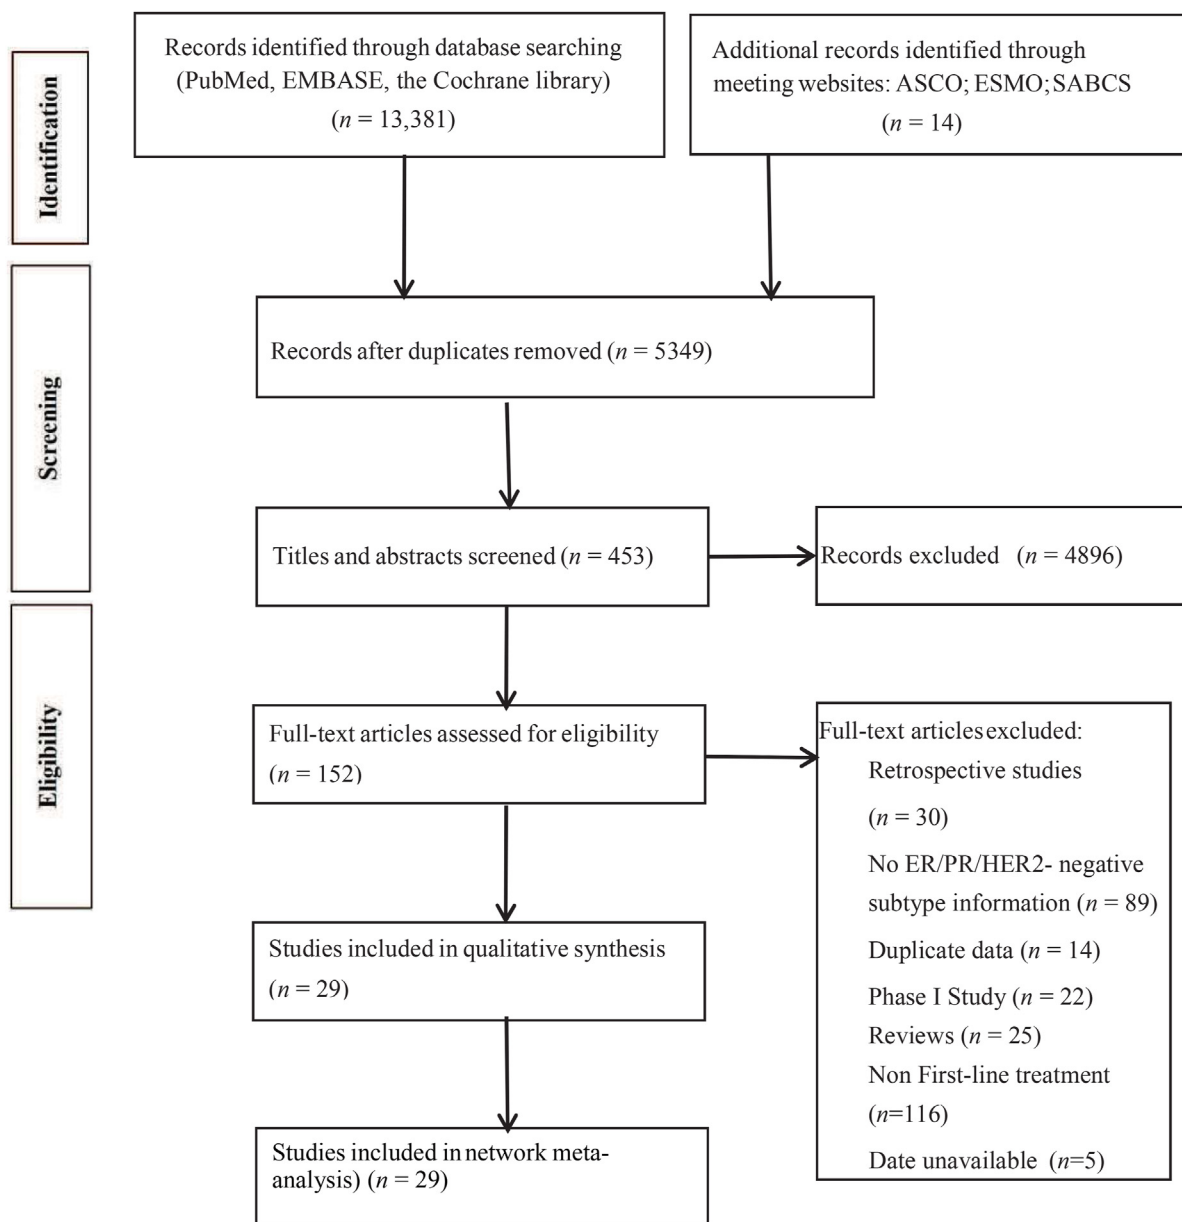 Identification
Records identified through database searching
(PubMed, EMBASE, the Cochrane library)
(n = 13,381)
Additional records identified through
meeting websites: ASCO; ESMO; SABCS
(n = 14)
Screening
Records after duplicates removed (n = 5349)
Titles and abstracts screened (n = 453)
Records excluded (n = 4896)
Eligibility
Full-text articles assessed for eligibility
(n = 152)
Full-text articles excluded:
Retrospective studies
(n = 30)
No ER/PR/HER2- negative
subtype information (n = 89)
Duplicate data (n = 14)
Phase I Study (n = 22)
Reviews (n = 25)
Non First-line treatment
(n=116)
Date unavailable (n=5)
Studies included in qualitative synthesis
(n = 29)
Studies included in network meta-
analysis) (n = 29)